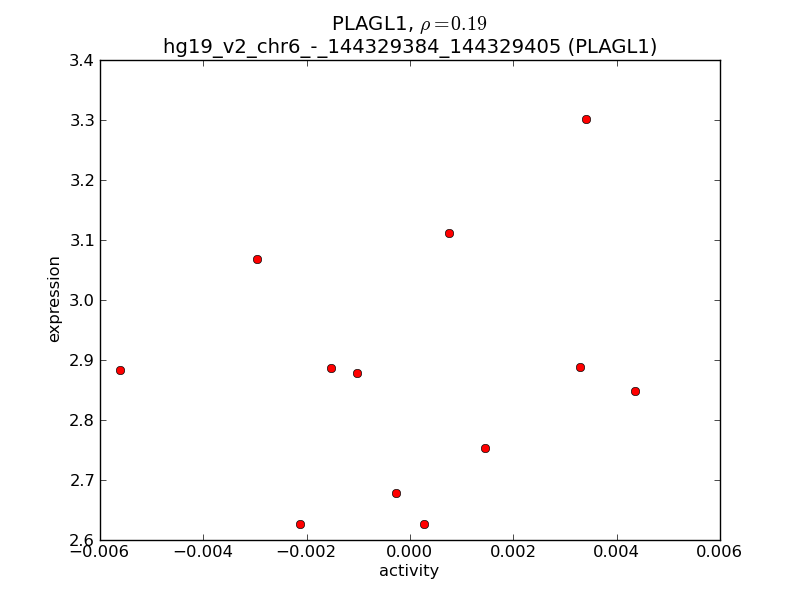 PLAGL1, ρ=0.19
hg19_v2_chr6_-_144329384_144329405 (PLAGL1)
3.4
3.3
3.2
3.1
3.0
2.9
2.8
2.7
2.6
expression
−0.006 −0.004 −0.002 0.000 0.002 0.004 0.006
activity